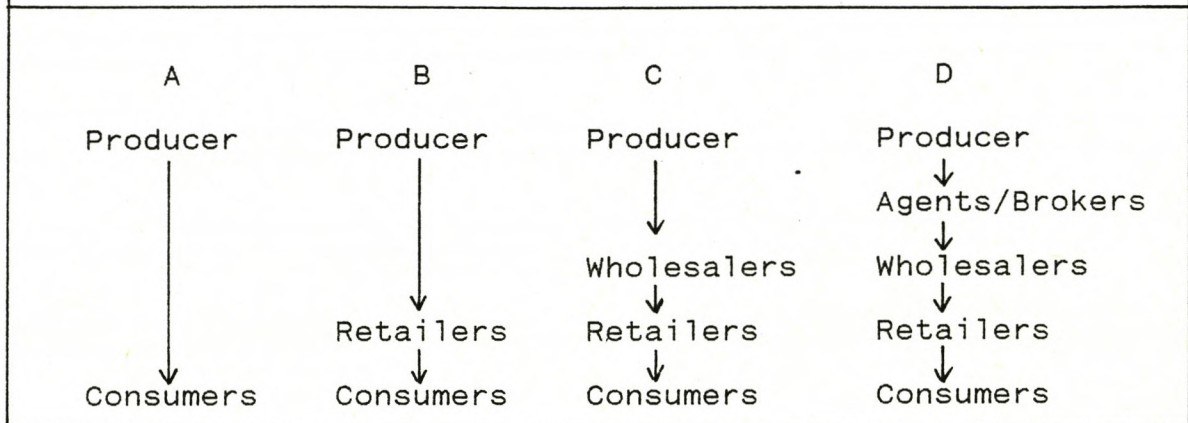 A B C D
Producer Producer Producer Producer
Agents/Brokers
Wholesalers Wholesalers
Retailers Retailers Retailers
Consumers Consumers Consumers Consumers